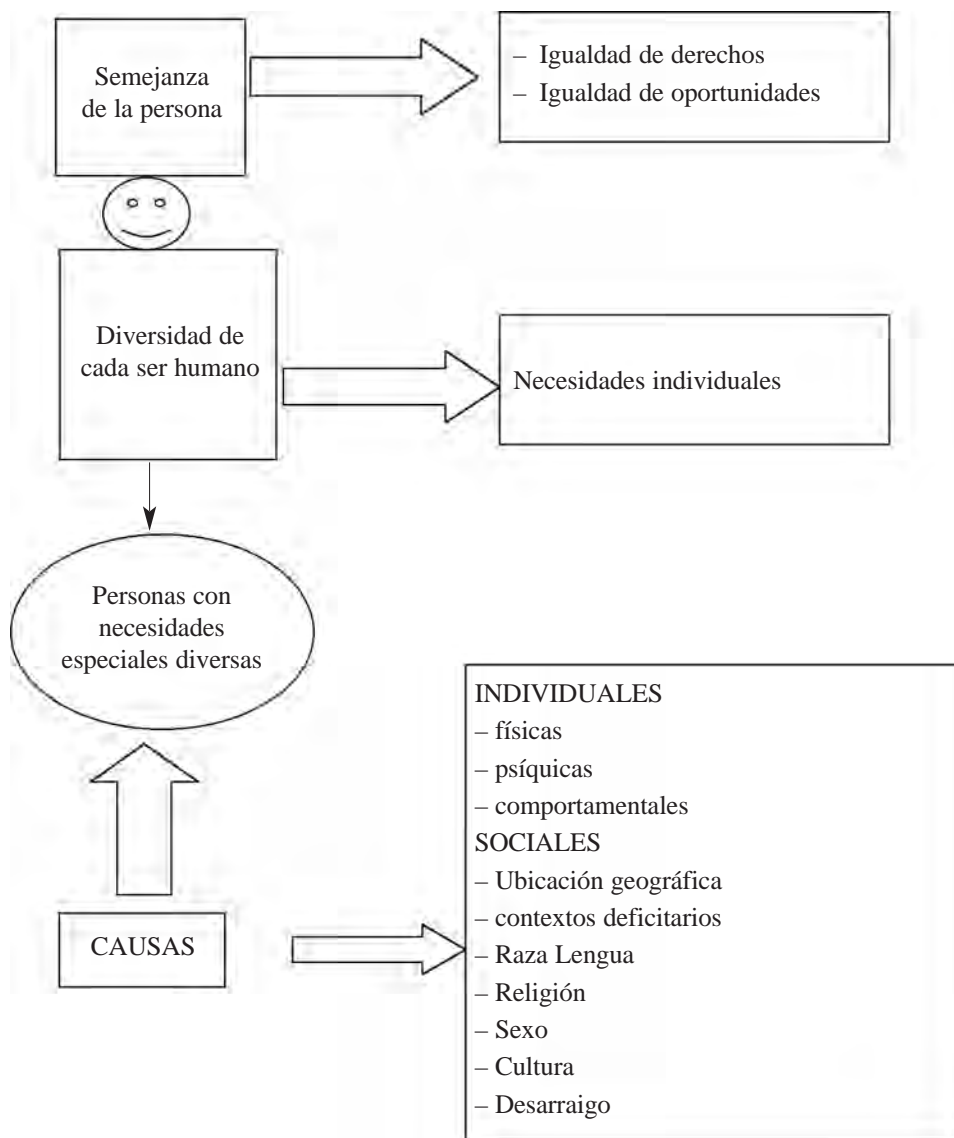 Semejanza
de la persona
– Igualdad de derechos
– Igualdad de oportunidades
Diversidad de
cada ser humano
Necesidades individuales
Personas con
necesidades
especiales diversas
CAUSAS
INDIVIDUALES
– físicas
– psíquicas
– comportamentales
SOCIALES
– Ubicación geográfica
– contextos deficitarios
– Raza Lengua
– Religión
– Sexo
– Cultura
– Desarraigo